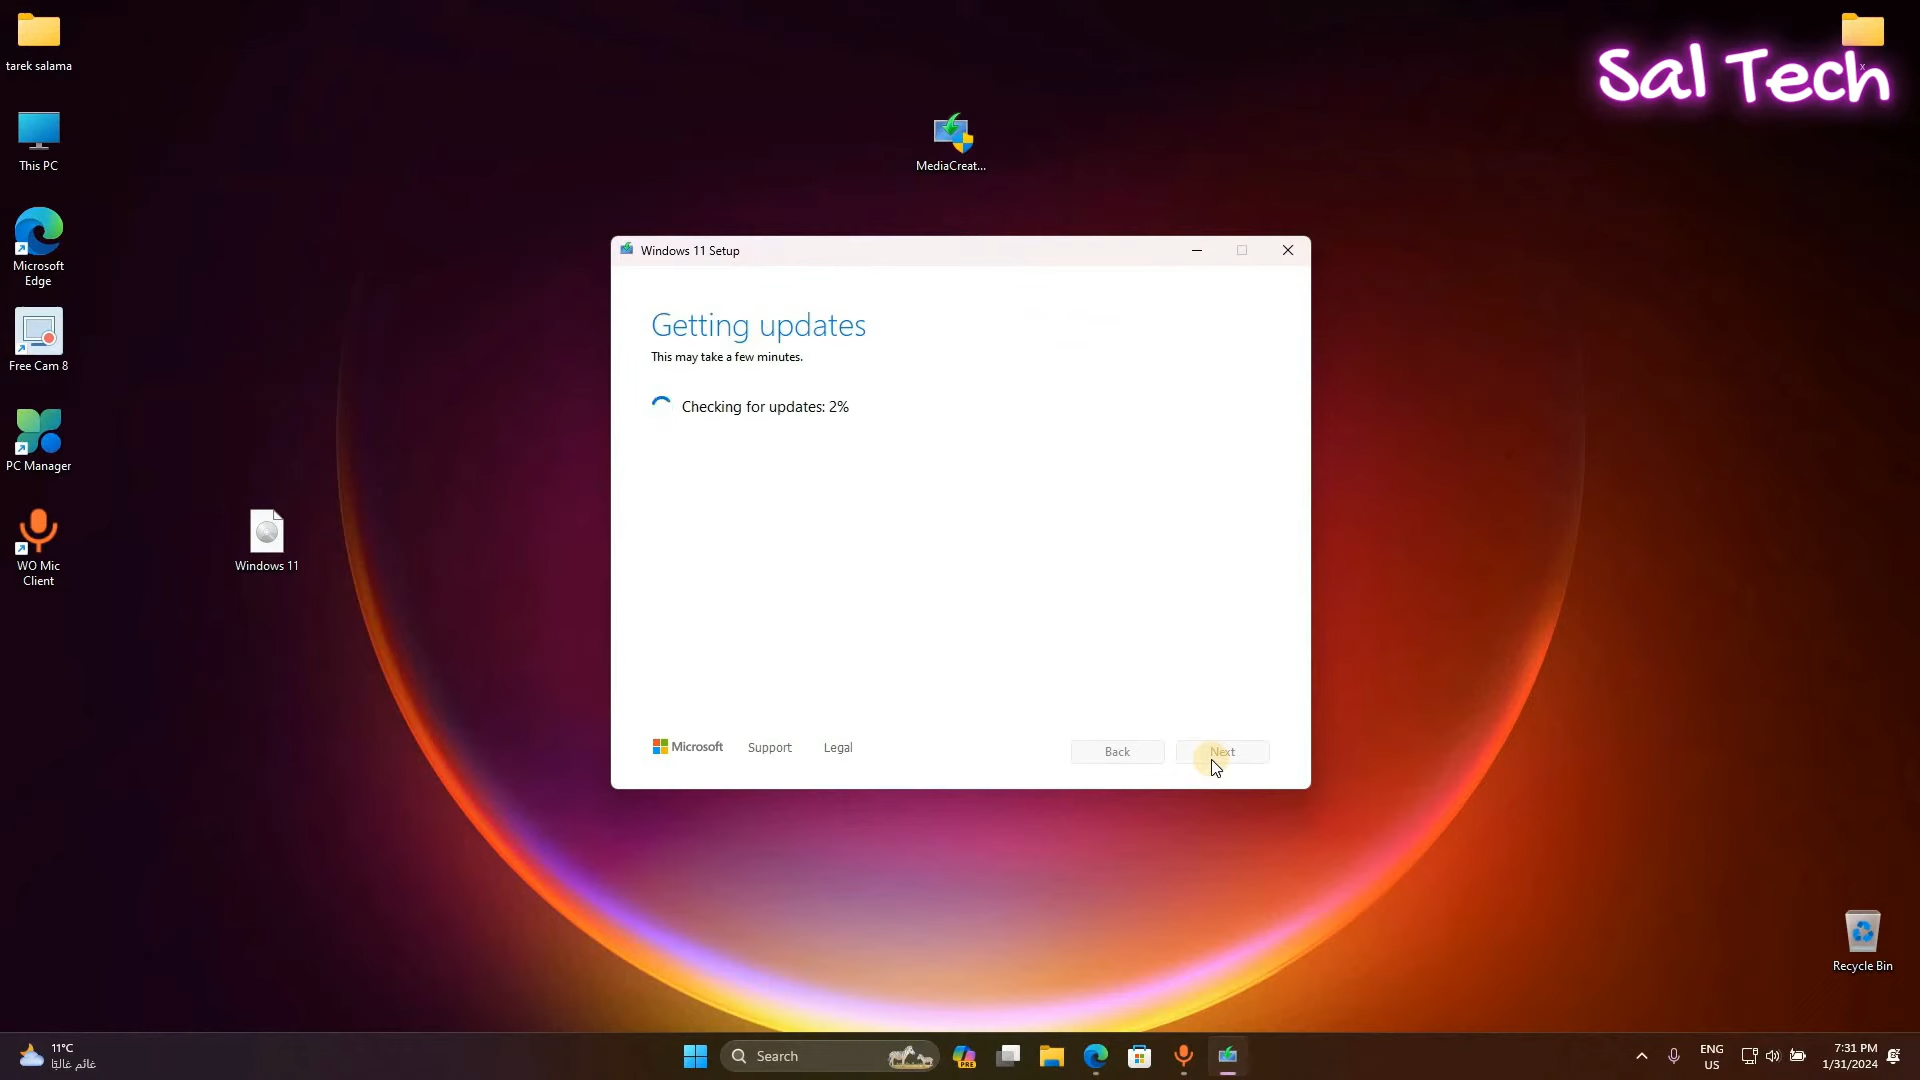 tarek salama
This PC
Microsoft
Edge
Free Cam 8
PC Manager
WO Mic
Client
Windows 11
MediaCreat...
Sal Tech
x
Windows 11 Setup
Getting updates
This may take a few minutes.
Checking for updates: 2%
Microsoft
Support
Legal
Back
Next
Recycle Bin
11°C
غائم غالبًا
Search
PRE
ENG
US
7:31 PM
1/31/2024